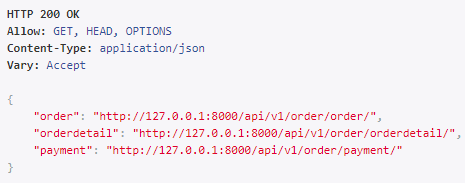 HTTP 200 OK
Allow: GET, HEAD, OPTIONS
Content-Type: application/json
Vary: Accept
{
    "order": "http://127.0.0.1:8000/api/v1/order/order/",
    "orderdetail": "http://127.0.0.1:8000/api/v1/order/orderdetail/",
    "payment": "http://127.0.0.1:8000/api/v1/order/payment/"
}